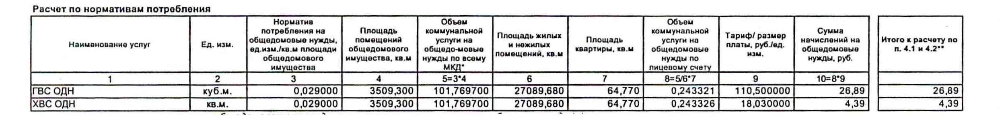 Расчет по нормативам потребления
Наименование услуг
Ед. изм.
Норматив
потребления на
общедомовые нужды,
ед.изм./кв.м площади
общедомового
имущества
Площадь
помещений
общедомового
имущества, кв.м
Объем
коммунальной
услуги на
общедо-мовые
нужды по всему
МКД*
Площадь жилых
и нежилых
помещений, кв.м
Площадь
квартиры, кв.м
Объем
коммунальной
услуги на
общедомовые
нужды по
лицевому счету
Тариф/ размер
платы, руб./ед.
изм.
Сумма
начислений на
общедомовые
нужды, руб.
Итого к расчету по
п. 4.1 и 4.2**
1 2 3 4 5=3*4 6 7 8=5/6*7 9 10=8*9
ГВС ОДН куб.м. 0,029000 3509,300 101,769700 27089,680 64,770 0,243321 110,500000 26,89 26,89
ХВС ОДН кв.м. 0,029000 3509,300 101,769700 27089,680 64,770 0,243326 18,030000 4,39 4,39